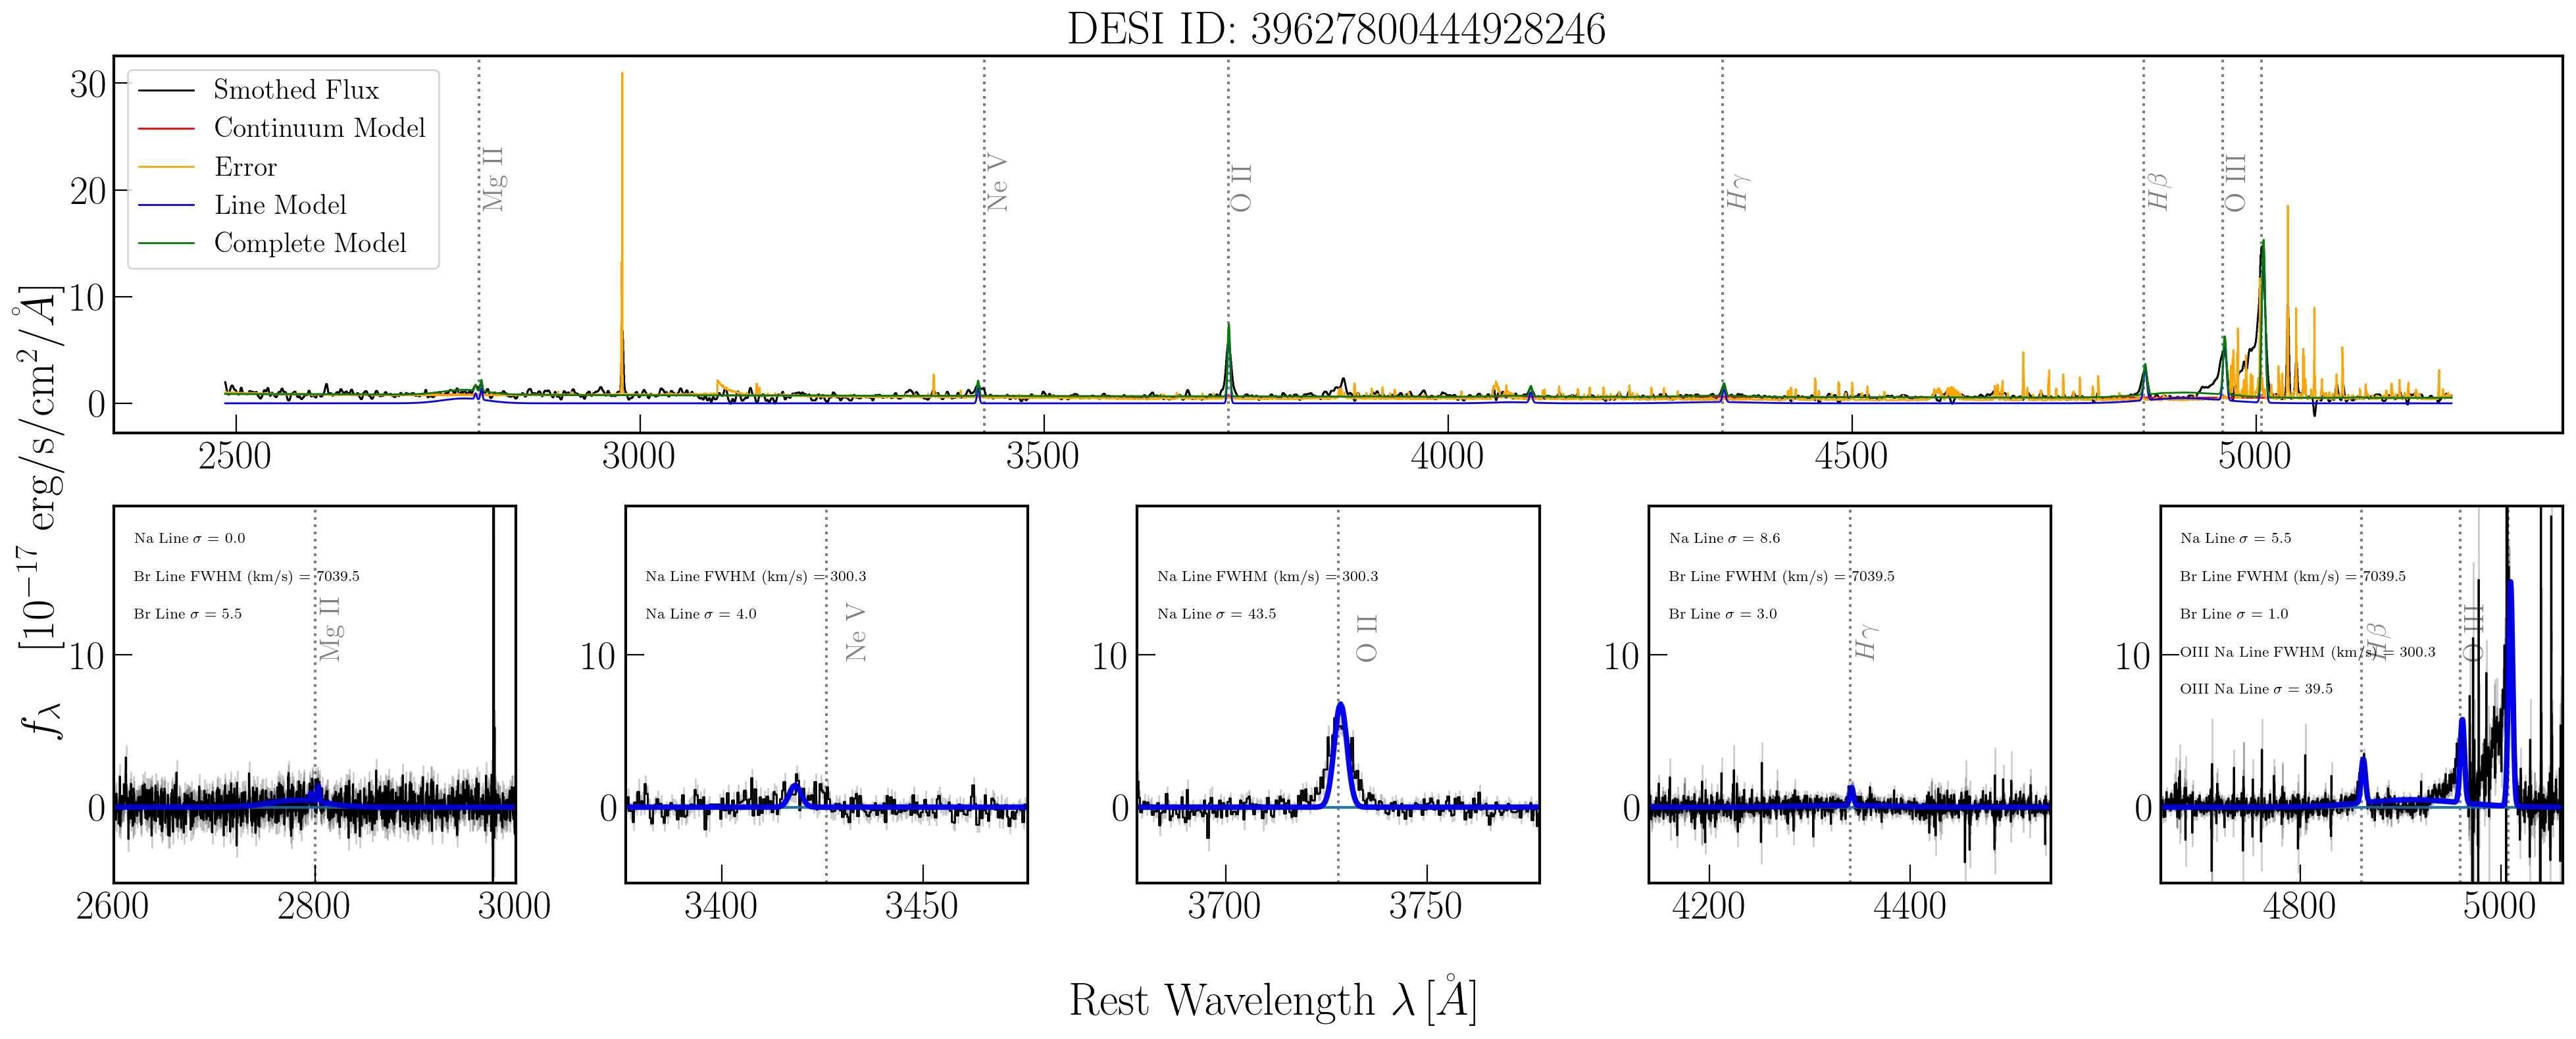 DESI ID: 39627800444928246
30
20
10
0
Smothed Flux
Continuum Model
Error
Line Model
Complete Model
Mg II
Ne V
O II
Hγ
Hβ
O III
2500 3000 3500 4000 4500 5000
f_λ [10⁻¹⁷ erg/s/cm²/Å]
Na Line σ = 0.0
Br Line FWHM (km/s) = 7039.5
Br Line σ = 5.5
Mg II
10
0
2600 2800 3000
Na Line FWHM (km/s) = 300.3
Na Line σ = 4.0
Ne V
10
0
3400 3450
Na Line FWHM (km/s) = 300.3
Na Line σ = 43.5
O II
10
0
3700 3750
Na Line σ = 8.6
Br Line FWHM (km/s) = 7039.5
Br Line σ = 3.0
Hγ
10
0
4200 4400
Na Line σ = 5.5
Br Line FWHM (km/s) = 7039.5
Br Line σ = 1.0
OIII Na Line FWHM (km/s) = 300.3
OIII Na Line σ = 39.5
Hβ
O III
10
0
4800 5000
Rest Wavelength λ [Å]